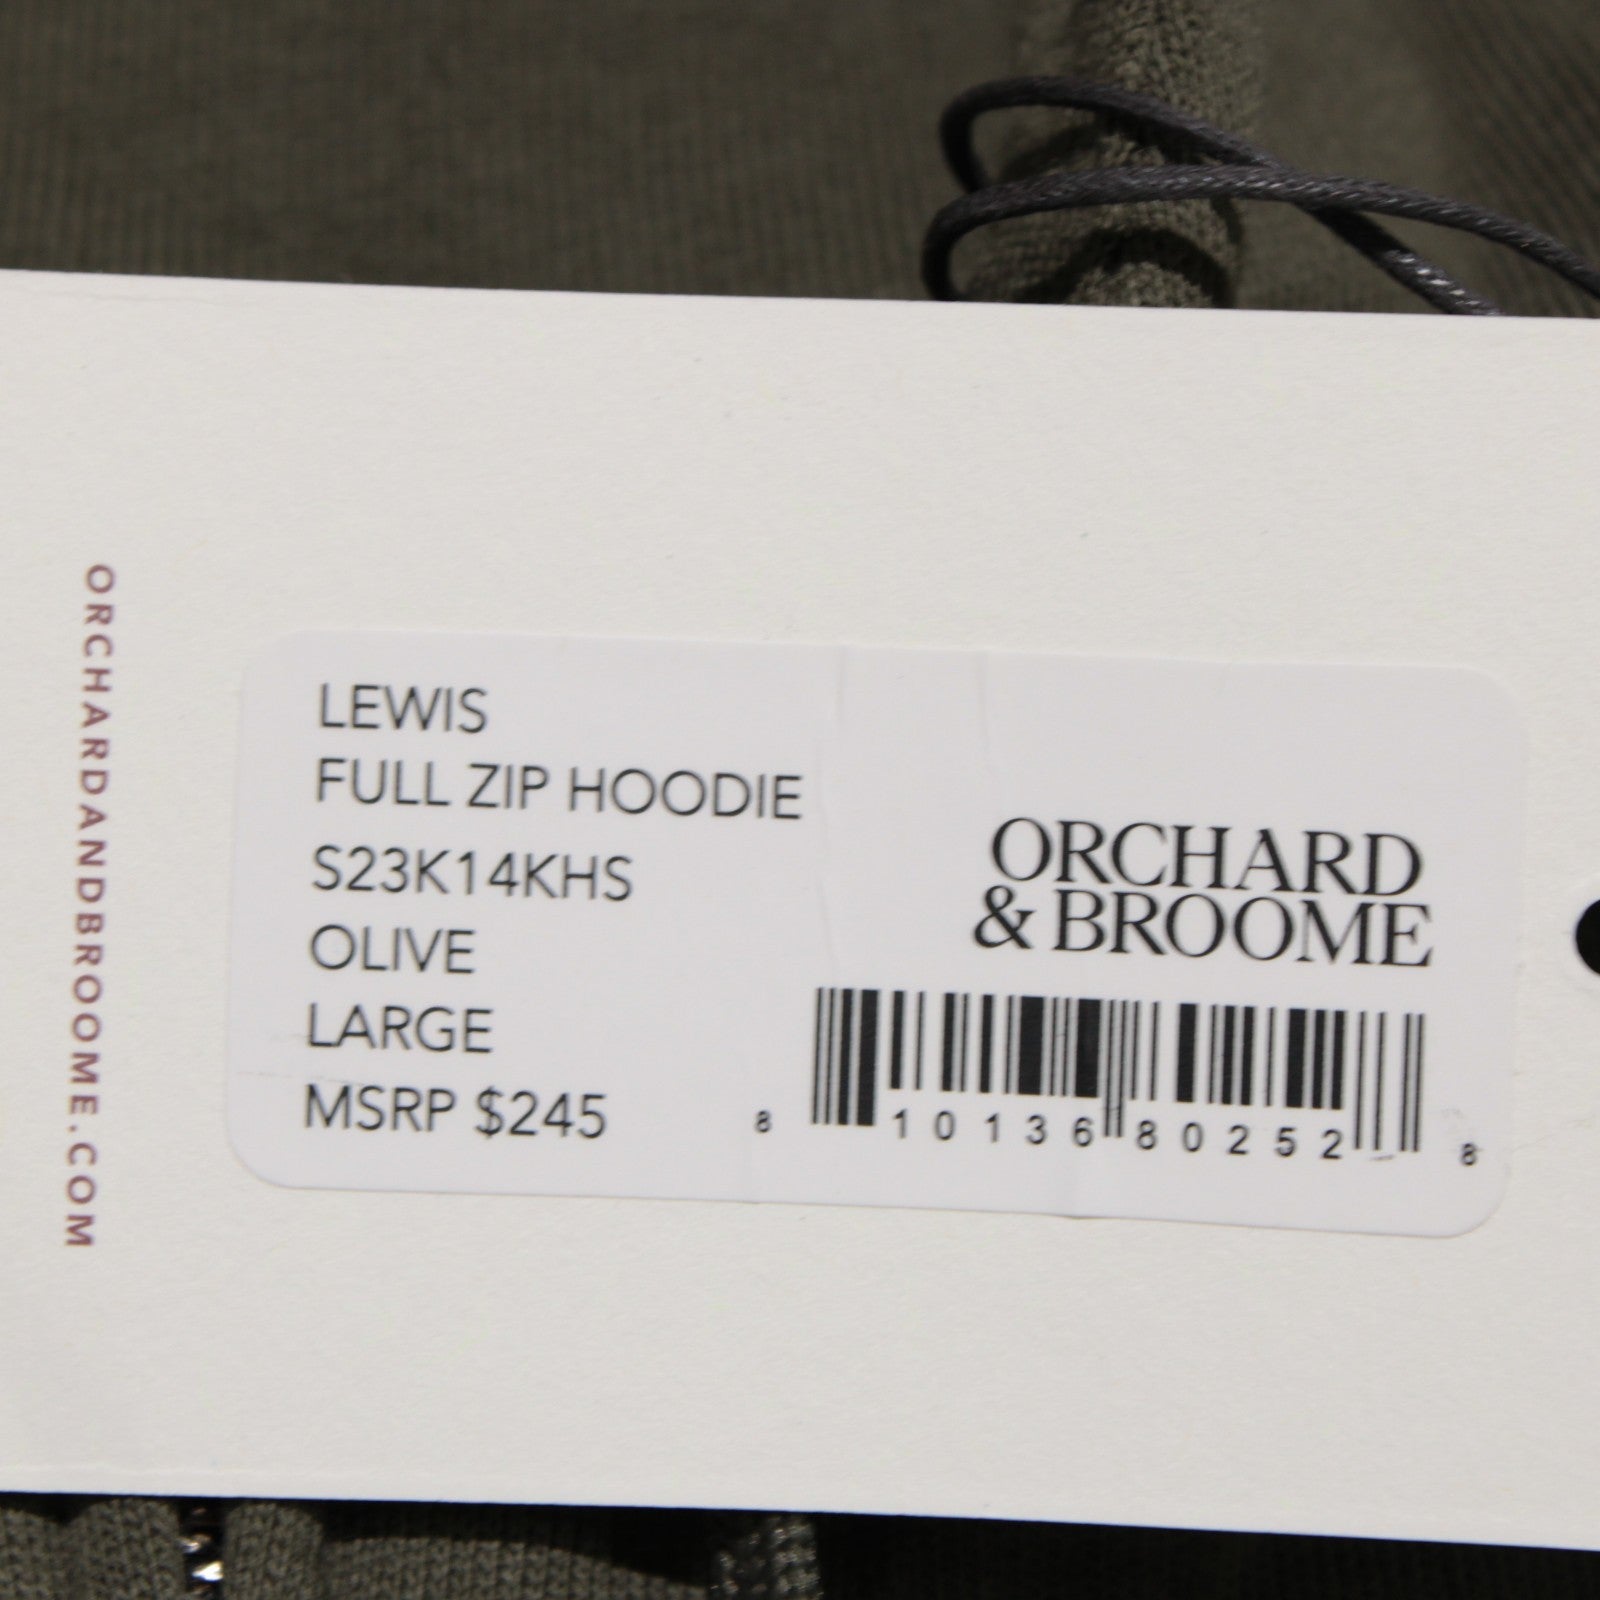 ORCHARDANDBROOME.COM
LEWIS
FULL ZIP HOODIE
S23K14KHS
OLIVE
LARGE
MSRP $245
ORCHARD
& BROOME
8 10136 80252 8